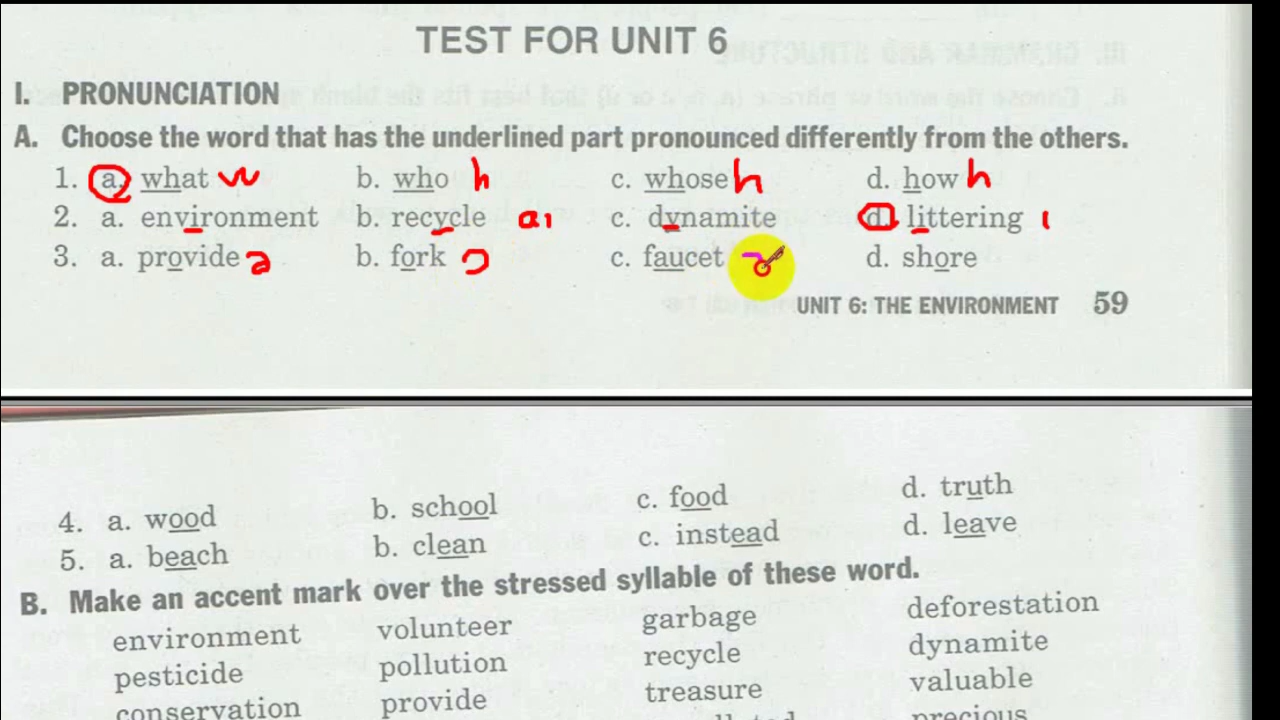 TEST FOR UNIT 6
I. PRONUNCIATION
A. Choose the word that has the underlined part pronounced differently from the others.
1. a. what w b. who h c. whose h d. how h
2. a. environment b. recycle ai c. dynamite d. littering ı
3. a. provide ə b. fork ɔ c. faucet d. shore
UNIT 6: THE ENVIRONMENT 59
4. a. wood b. school c. food d. truth
5. a. beach b. clean c. instead d. leave
B. Make an accent mark over the stressed syllable of these word.
environment volunteer garbage deforestation
pesticide pollution recycle dynamite
conservation provide treasure valuable
precious